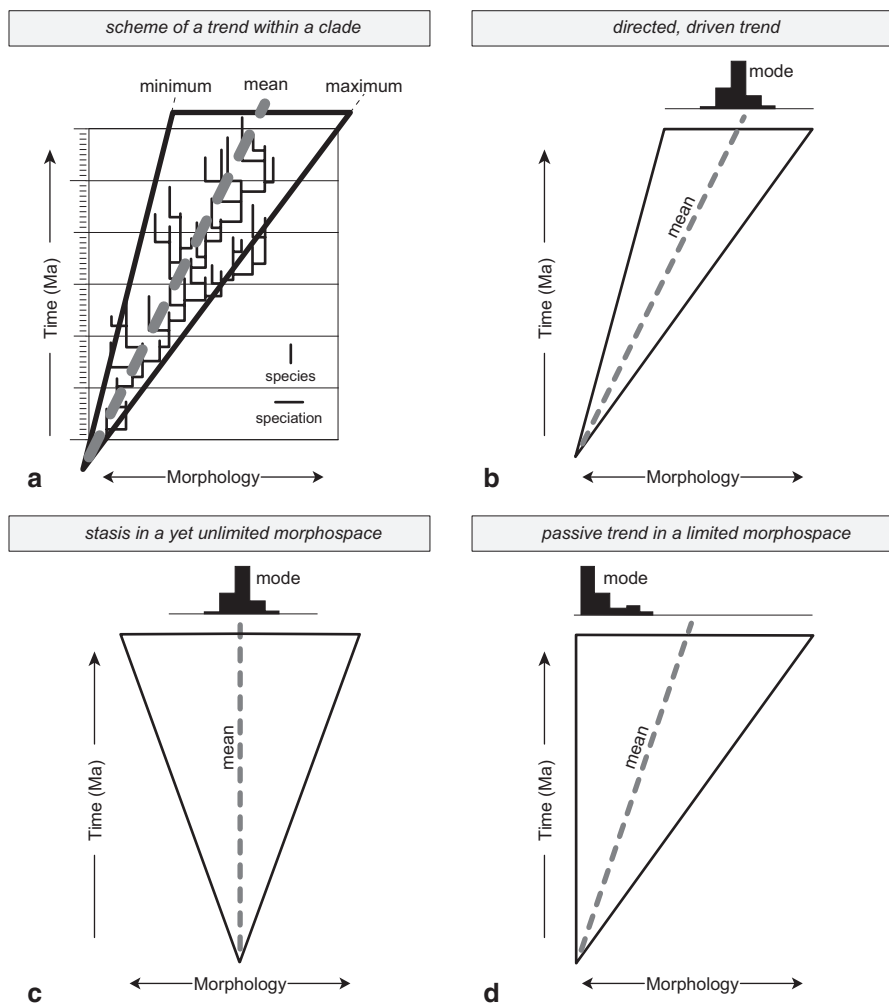 scheme of a trend within a clade
minimum
mean
maximum
Time (Ma)
species
speciation
Morphology
a
directed, driven trend
mode
mean
Time (Ma)
Morphology
b
stasis in a yet unlimited morphospace
mode
mean
Time (Ma)
Morphology
c
passive trend in a limited morphospace
mode
mean
Time (Ma)
Morphology
d